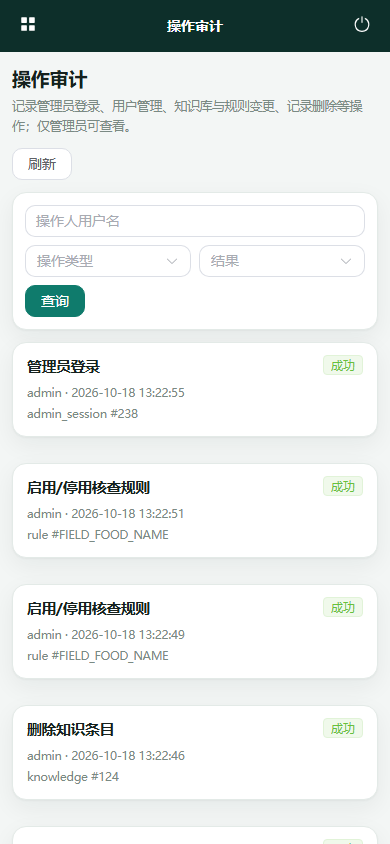 操作审计
操作审计
记录管理员登录、用户管理、知识库与规则变更、记录删除等操
作；仅管理员可查看。
刷新
操作人用户名
操作类型
结果
查询
管理员登录
成功
admin · 2026-10-18 13:22:55
admin_session #238
启用/停用核查规则
成功
admin · 2026-10-18 13:22:51
rule #FIELD_FOOD_NAME
启用/停用核查规则
成功
admin · 2026-10-18 13:22:49
rule #FIELD_FOOD_NAME
删除知识条目
成功
admin · 2026-10-18 13:22:46
knowledge #124